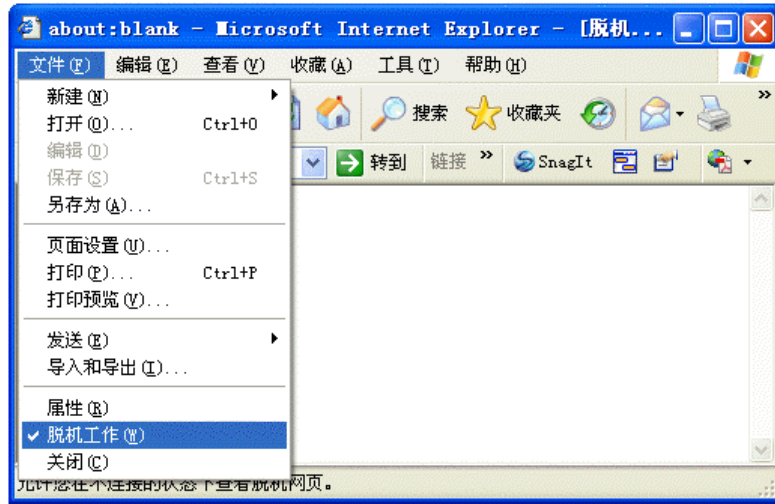 about:blank - Microsoft Internet Explorer - [脱机...
文件(F) 编辑(E) 查看(V) 收藏(A) 工具(T) 帮助(H)
新建(N)
打开(O)... Ctrl+O
编辑(D)
保存(S) Ctrl+S
另存为(A)...
页面设置(U)...
打印(P)... Ctrl+P
打印预览(V)...
发送(E)
导入和导出(I)...
属性(R)
脱机工作(W)
关闭(C)
搜索 收藏夹 »
转到 链接 » SnagIt
允许您在不连接的状态下查看脱机网页。